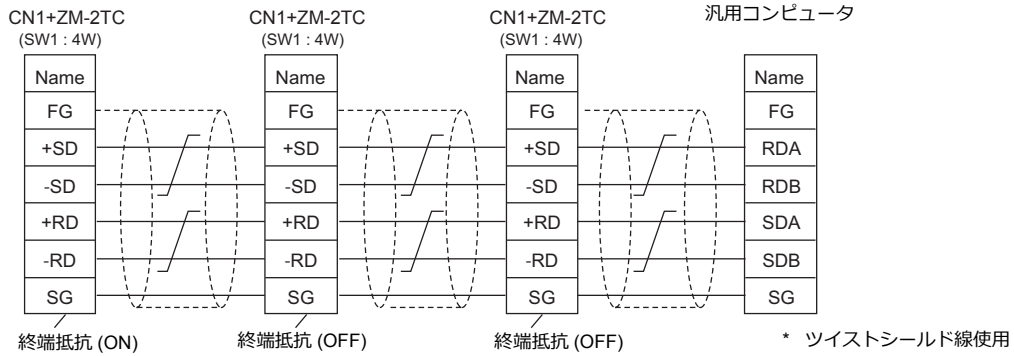 CN1+ZM-2TC
(SW1 : 4W)
Name
FG
+SD
-SD
+RD
-RD
SG
終端抵抗 (ON)
CN1+ZM-2TC
(SW1 : 4W)
Name
FG
+SD
-SD
+RD
-RD
SG
終端抵抗 (OFF)
CN1+ZM-2TC
(SW1 : 4W)
Name
FG
+SD
-SD
+RD
-RD
SG
終端抵抗 (OFF)
汎用コンピュータ
Name
FG
RDA
RDB
SDA
SDB
SG
* ツイストシールド線使用